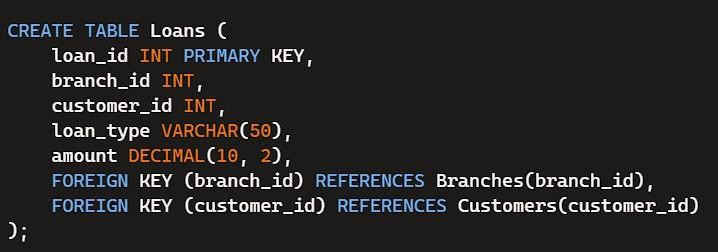 CREATE TABLE Loans (
    loan_id INT PRIMARY KEY,
    branch_id INT,
    customer_id INT,
    loan_type VARCHAR(50),
    amount DECIMAL(10, 2),
    FOREIGN KEY (branch_id) REFERENCES Branches(branch_id),
    FOREIGN KEY (customer_id) REFERENCES Customers(customer_id)
);